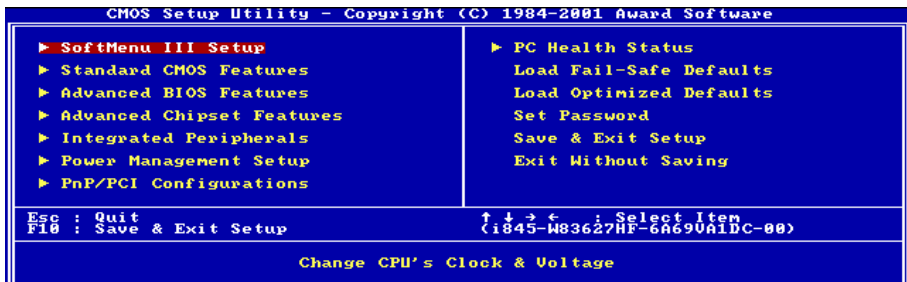 CMOS Setup Utility - Copyright (C) 1984-2001 Award Software
SoftMenu III Setup
Standard CMOS Features
Advanced BIOS Features
Advanced Chipset Features
Integrated Peripherals
Power Management Setup
PnP/PCI Configurations
PC Health Status
Load Fail-Safe Defaults
Load Optimized Defaults
Set Password
Save & Exit Setup
Exit Without Saving
Esc : Quit
F10 : Save & Exit Setup
↑ ↓ → ← : Select Item
(i845-W83627HF-6A69VA1DC-00)
Change CPU's Clock & Voltage